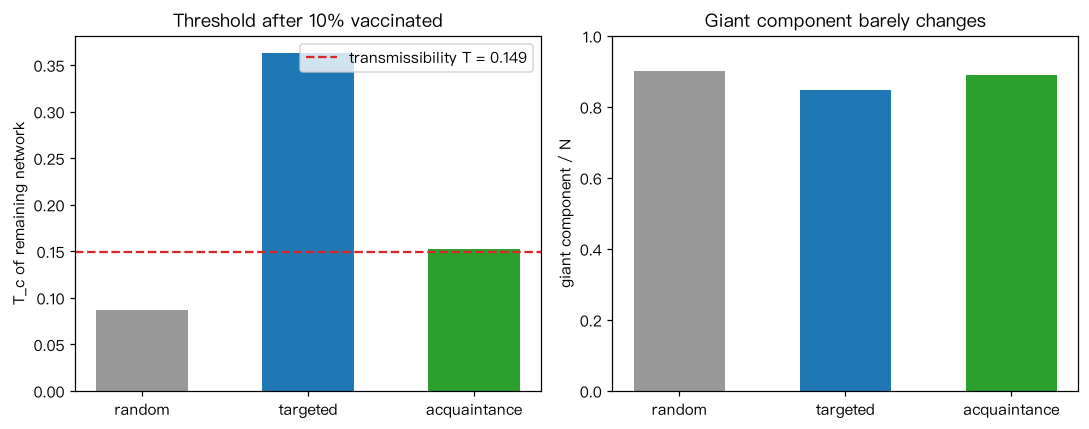 Threshold after 10% vaccinated
T_c of remaining network
0.35
0.30
0.25
0.20
0.15
0.10
0.05
0.00
transmissibility T = 0.149
random
targeted
acquaintance
Giant component barely changes
giant component / N
1.0
0.8
0.6
0.4
0.2
0.0
random
targeted
acquaintance